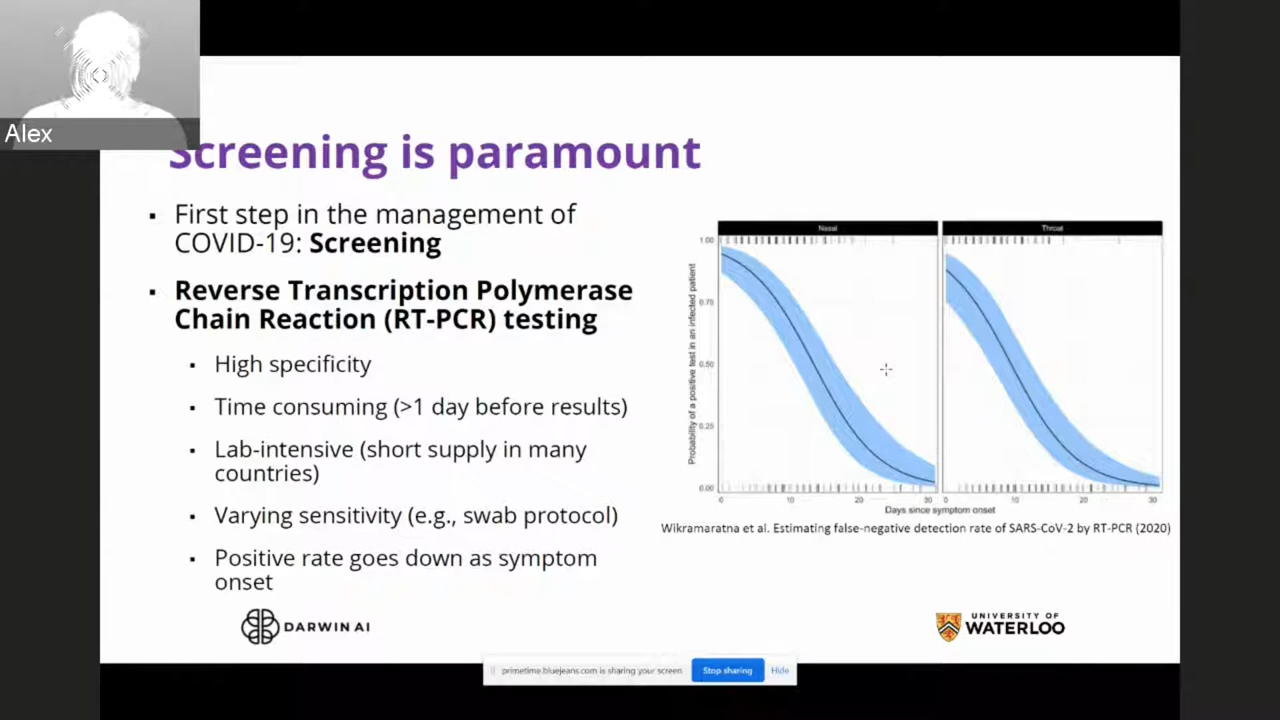 Alex
Screening is paramount
▪ First step in the management of
COVID-19: Screening
▪ Reverse Transcription Polymerase
Chain Reaction (RT-PCR) testing
▪ High specificity
▪ Time consuming (>1 day before results)
▪ Lab-intensive (short supply in many
countries)
▪ Varying sensitivity (e.g., swab protocol)
▪ Positive rate goes down as symptom
onset
Nasal
Throat
Probability of a positive test in an infected patient
1.00
0.75
0.50
0.25
0.00
0 10 20 30
0 10 20 30
Days since symptom onset
Wikramaratna et al. Estimating false-negative detection rate of SARS-CoV-2 by RT-PCR (2020)
DARWIN AI
UNIVERSITY OF
WATERLOO
primetime.bluejeans.com is sharing your screen.
Stop sharing
Hide